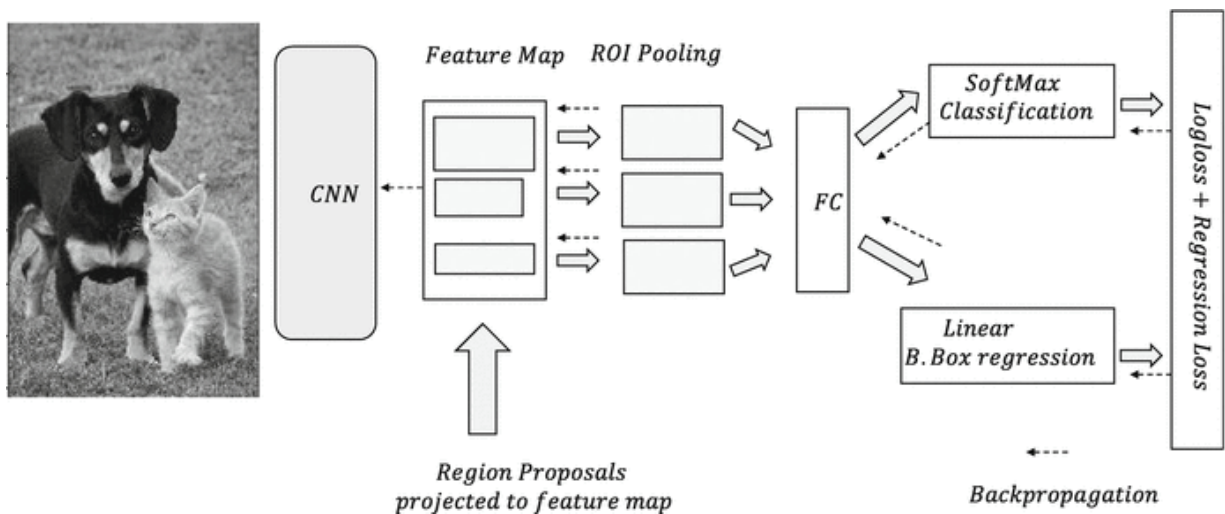 Feature Map
ROI Pooling
SoftMax
Classification
CNN
FC
Logloss + Regression Loss
Linear
B. Box regression
Region Proposals
projected to feature map
Backpropagation